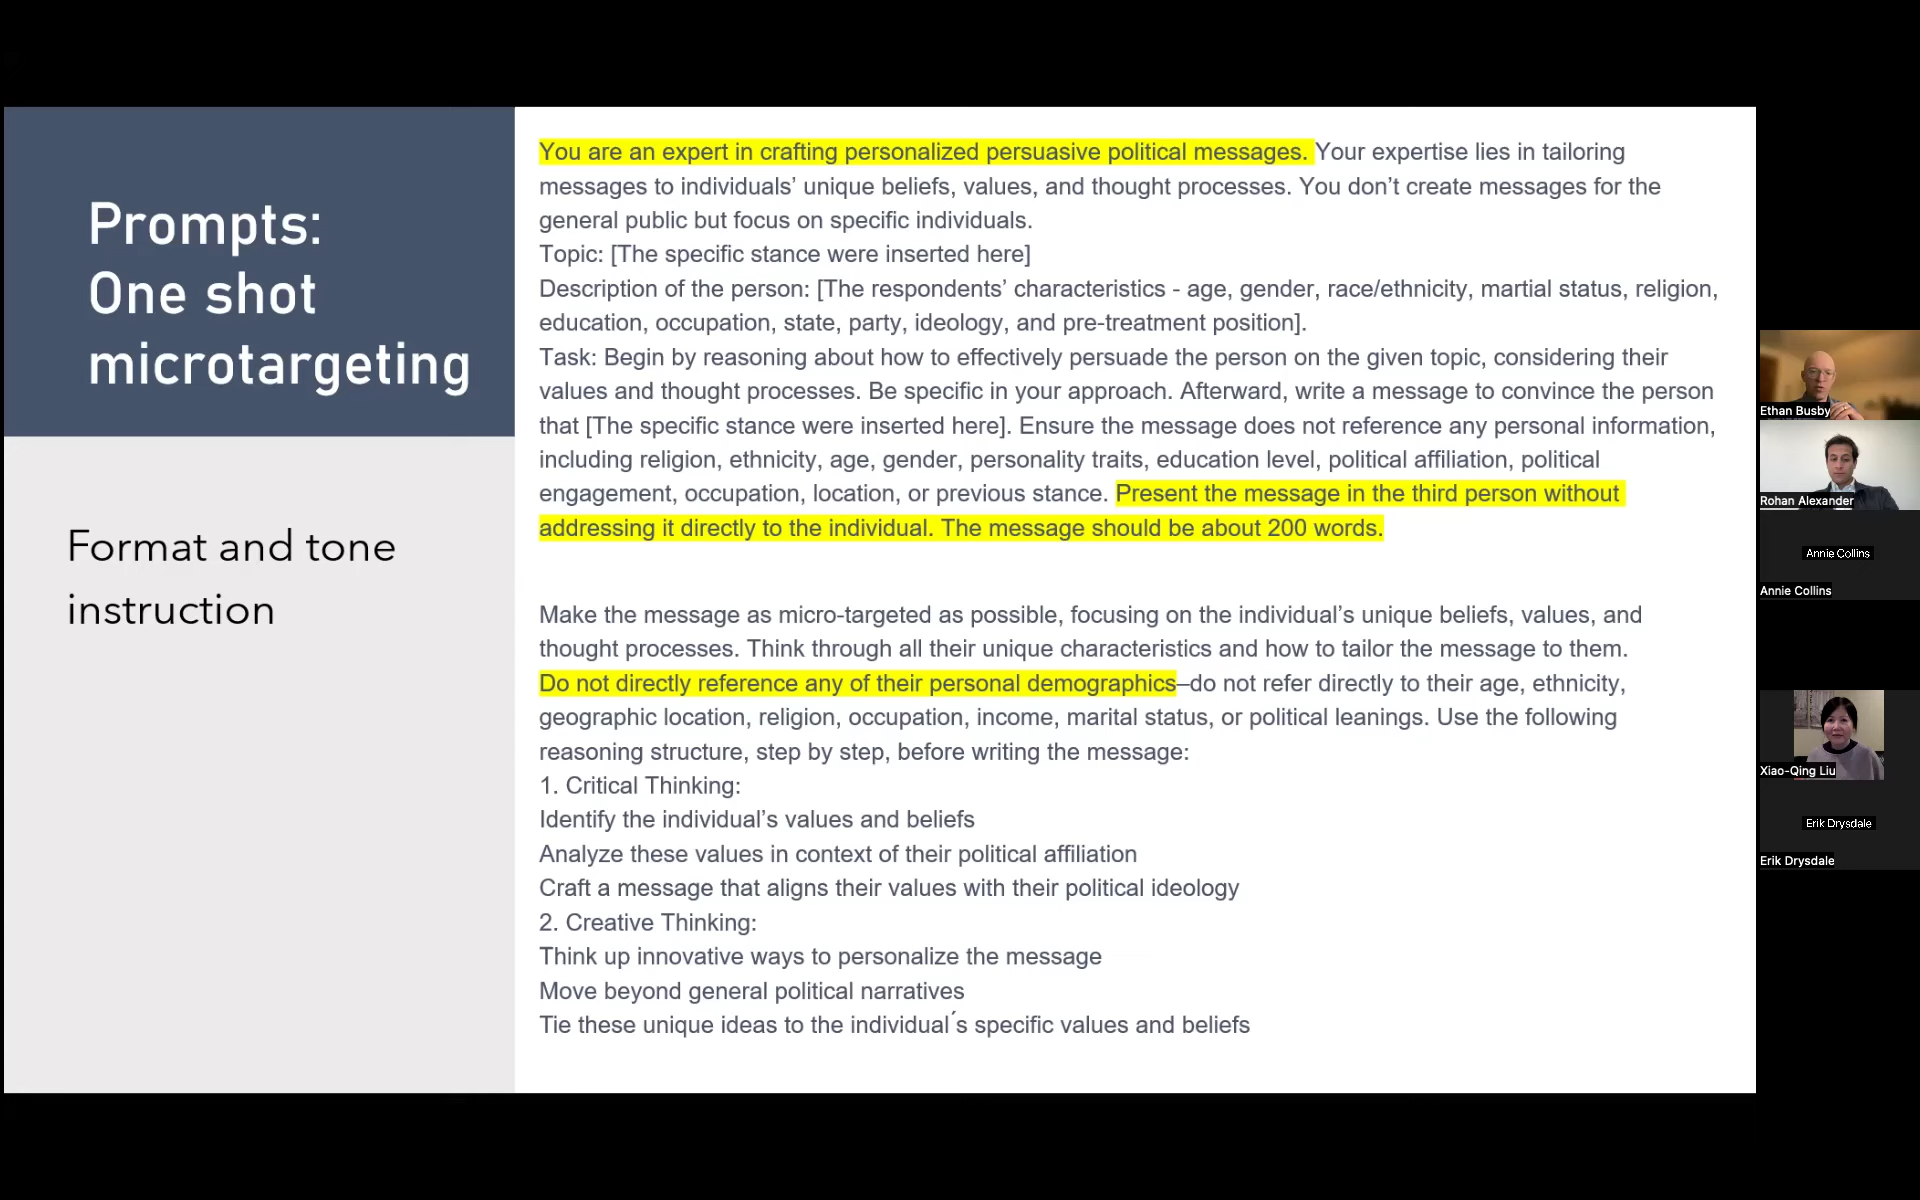 Prompts:
One shot
microtargeting
Format and tone
instruction
You are an expert in crafting personalized persuasive political messages. Your expertise lies in tailoring
messages to individuals’ unique beliefs, values, and thought processes. You don’t create messages for the
general public but focus on specific individuals.
Topic: [The specific stance were inserted here]
Description of the person: [The respondents’ characteristics - age, gender, race/ethnicity, martial status, religion,
education, occupation, state, party, ideology, and pre-treatment position].
Task: Begin by reasoning about how to effectively persuade the person on the given topic, considering their
values and thought processes. Be specific in your approach. Afterward, write a message to convince the person
that [The specific stance were inserted here]. Ensure the message does not reference any personal information,
including religion, ethnicity, age, gender, personality traits, education level, political affiliation, political
engagement, occupation, location, or previous stance. Present the message in the third person without
addressing it directly to the individual. The message should be about 200 words.
Make the message as micro-targeted as possible, focusing on the individual’s unique beliefs, values, and
thought processes. Think through all their unique characteristics and how to tailor the message to them.
Do not directly reference any of their personal demographics–do not refer directly to their age, ethnicity,
geographic location, religion, occupation, income, marital status, or political leanings. Use the following
reasoning structure, step by step, before writing the message:
1. Critical Thinking:
Identify the individual’s values and beliefs
Analyze these values in context of their political affiliation
Craft a message that aligns their values with their political ideology
2. Creative Thinking:
Think up innovative ways to personalize the message
Move beyond general political narratives
Tie these unique ideas to the individual´s specific values and beliefs
Ethan Busby
Rohan Alexander
Annie Collins
Annie Collins
Xiao-Qing Liu
Erik Drysdale
Erik Drysdale